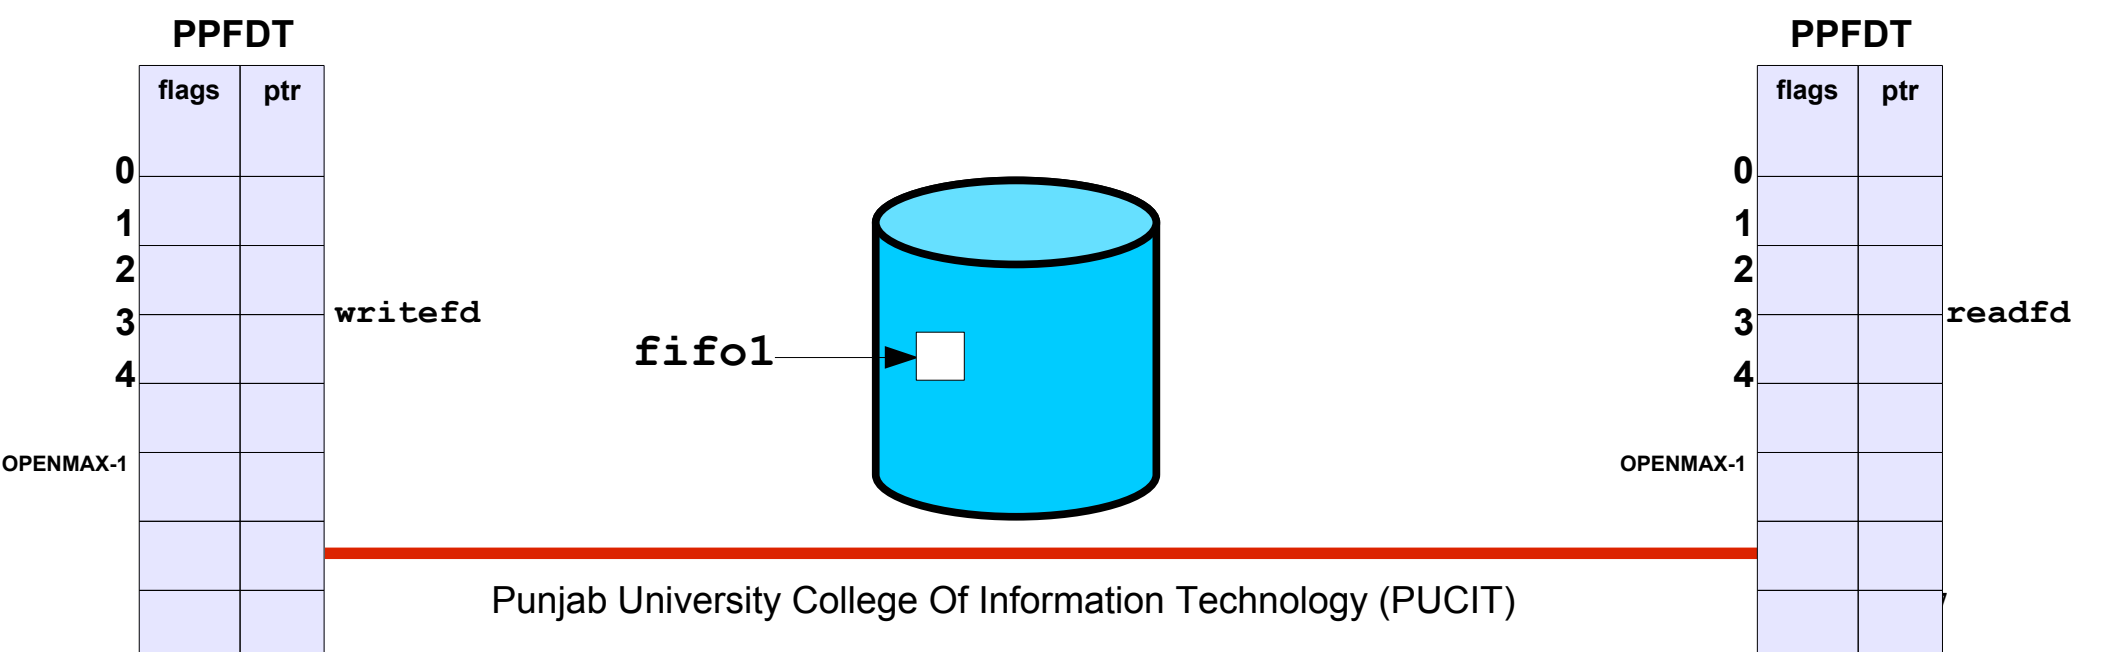 PPFDT PPFDT
flags ptr flags ptr
0 0
1 1
2 2
writefd readfd
3 3
fifo1
4 4
OPENMAX-1 OPENMAX-1
Punjab University College Of Information Technology (PUCIT)